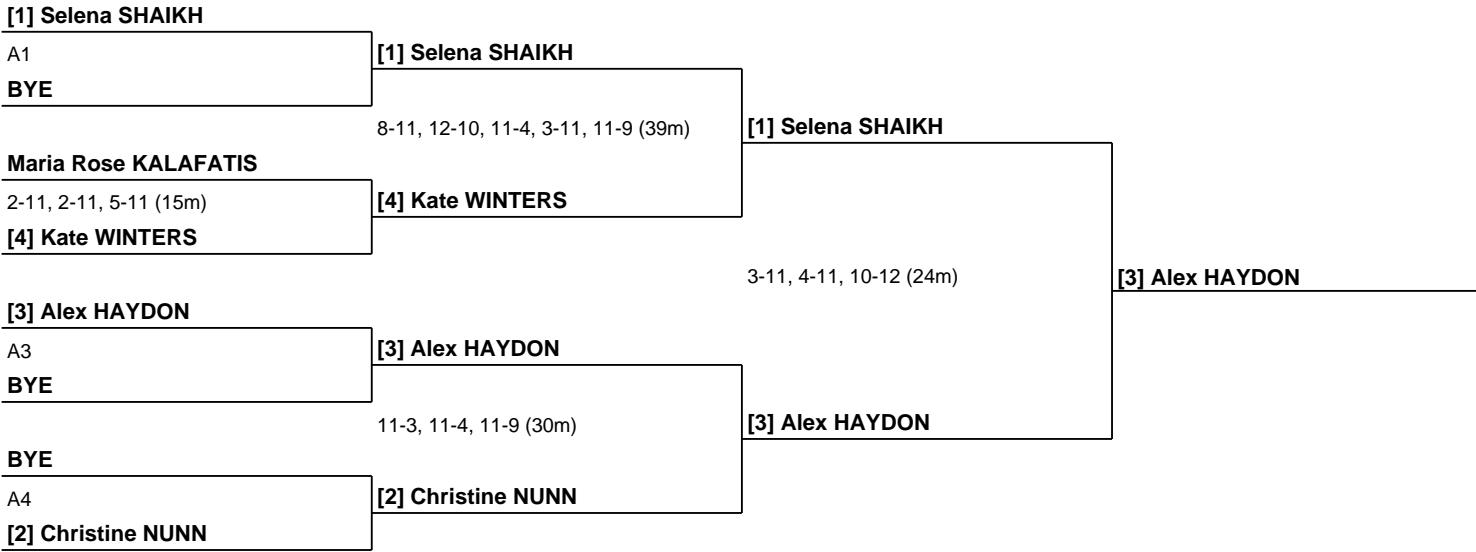 [1] Selena SHAIKH
A1
BYE
[1] Selena SHAIKH
8-11, 12-10, 11-4, 3-11, 11-9 (39m)
[1] Selena SHAIKH
Maria Rose KALAFATIS
2-11, 2-11, 5-11 (15m)
[4] Kate WINTERS
[4] Kate WINTERS
3-11, 4-11, 10-12 (24m)
[3] Alex HAYDON
[3] Alex HAYDON
A3
BYE
[3] Alex HAYDON
11-3, 11-4, 11-9 (30m)
[3] Alex HAYDON
BYE
A4
[2] Christine NUNN
[2] Christine NUNN